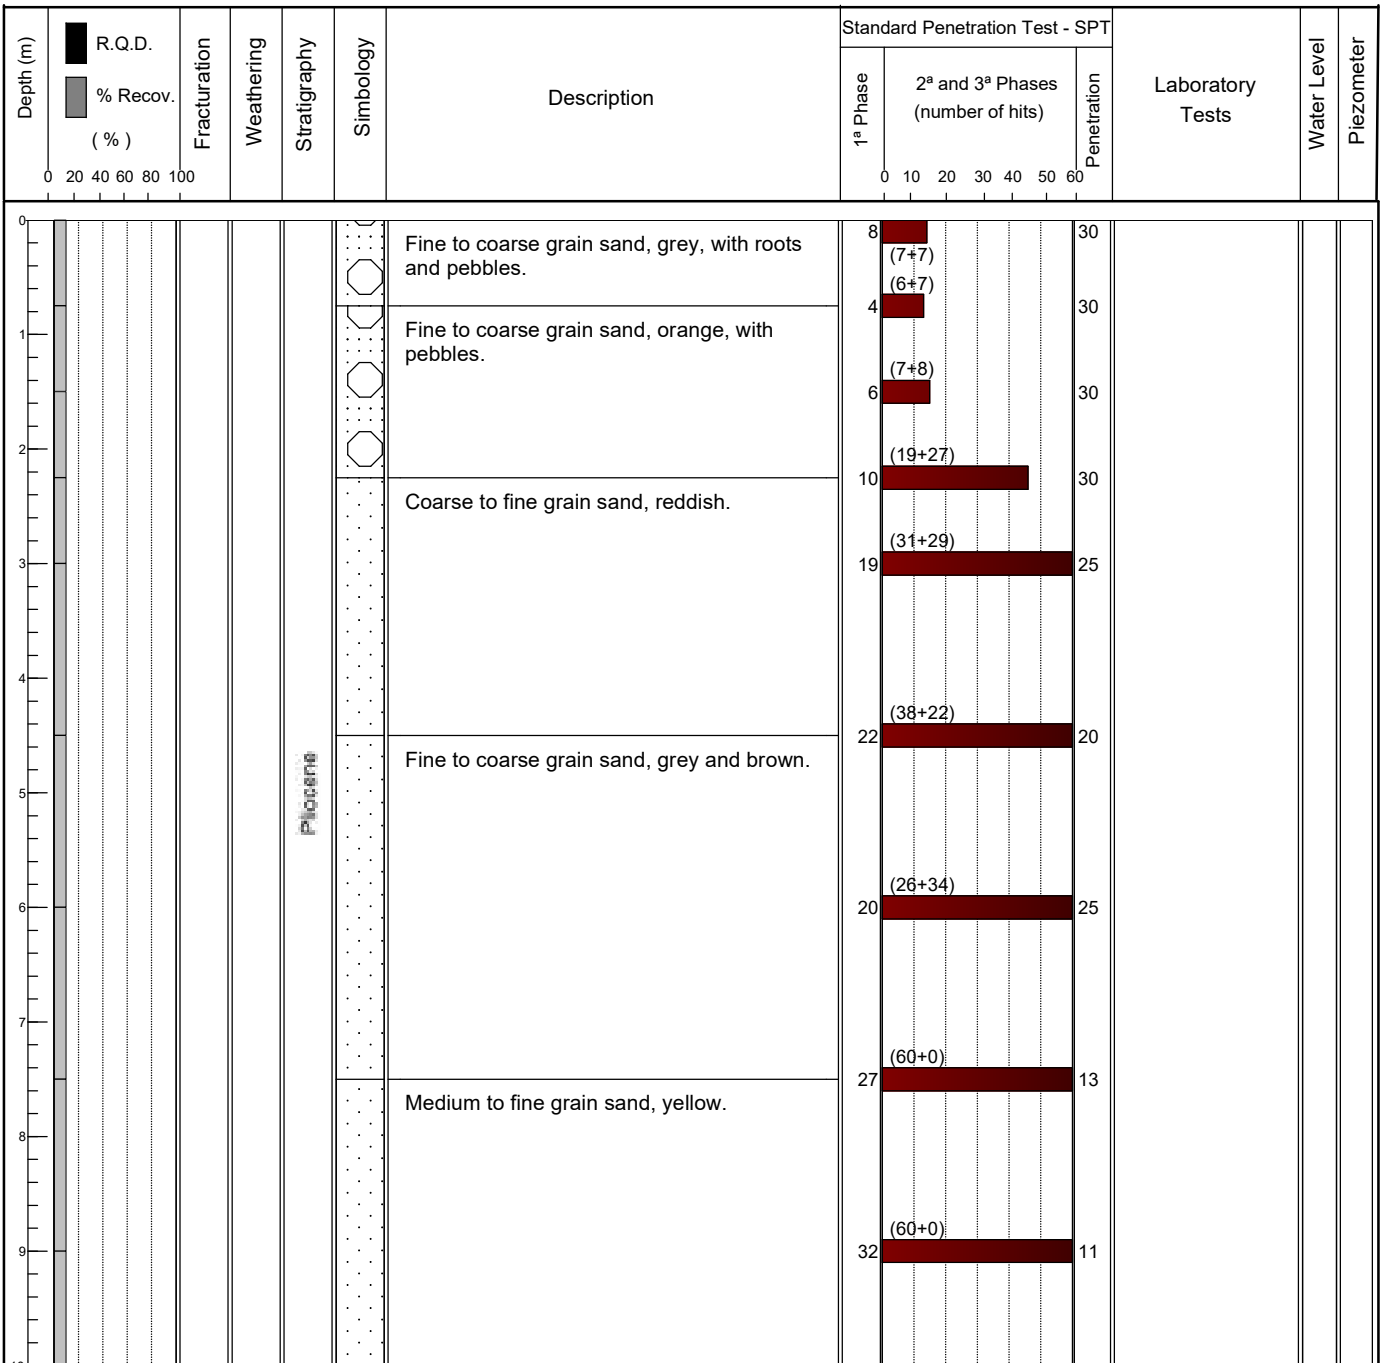 Depth (m)
R.Q.D.
% Recov.
( % )
0 20 40 60 80 100
Fracturation
Weathering
Stratigraphy
Simbology
Description
Standard Penetration Test - SPT
1ª Phase
2ª and 3ª Phases
(number of hits)
0 10 20 30 40 50 60
Penetration
Laboratory
Tests
Water Level
Piezometer
0
Fine to coarse grain sand, grey, with roots
and pebbles.
8 30
(7+7)
(6+7)
4 30
1
Fine to coarse grain sand, orange, with
pebbles.
(7+8)
6 30
2
(19+27)
10 30
Coarse to fine grain sand, reddish.
(31+29)
3
19 25
4
(38+22)
22 20
Fine to coarse grain sand, grey and brown.
Pliocene
5
(26+34)
6
20 25
7
(60+0)
27 13
Medium to fine grain sand, yellow.
8
(60+0)
9
32 11